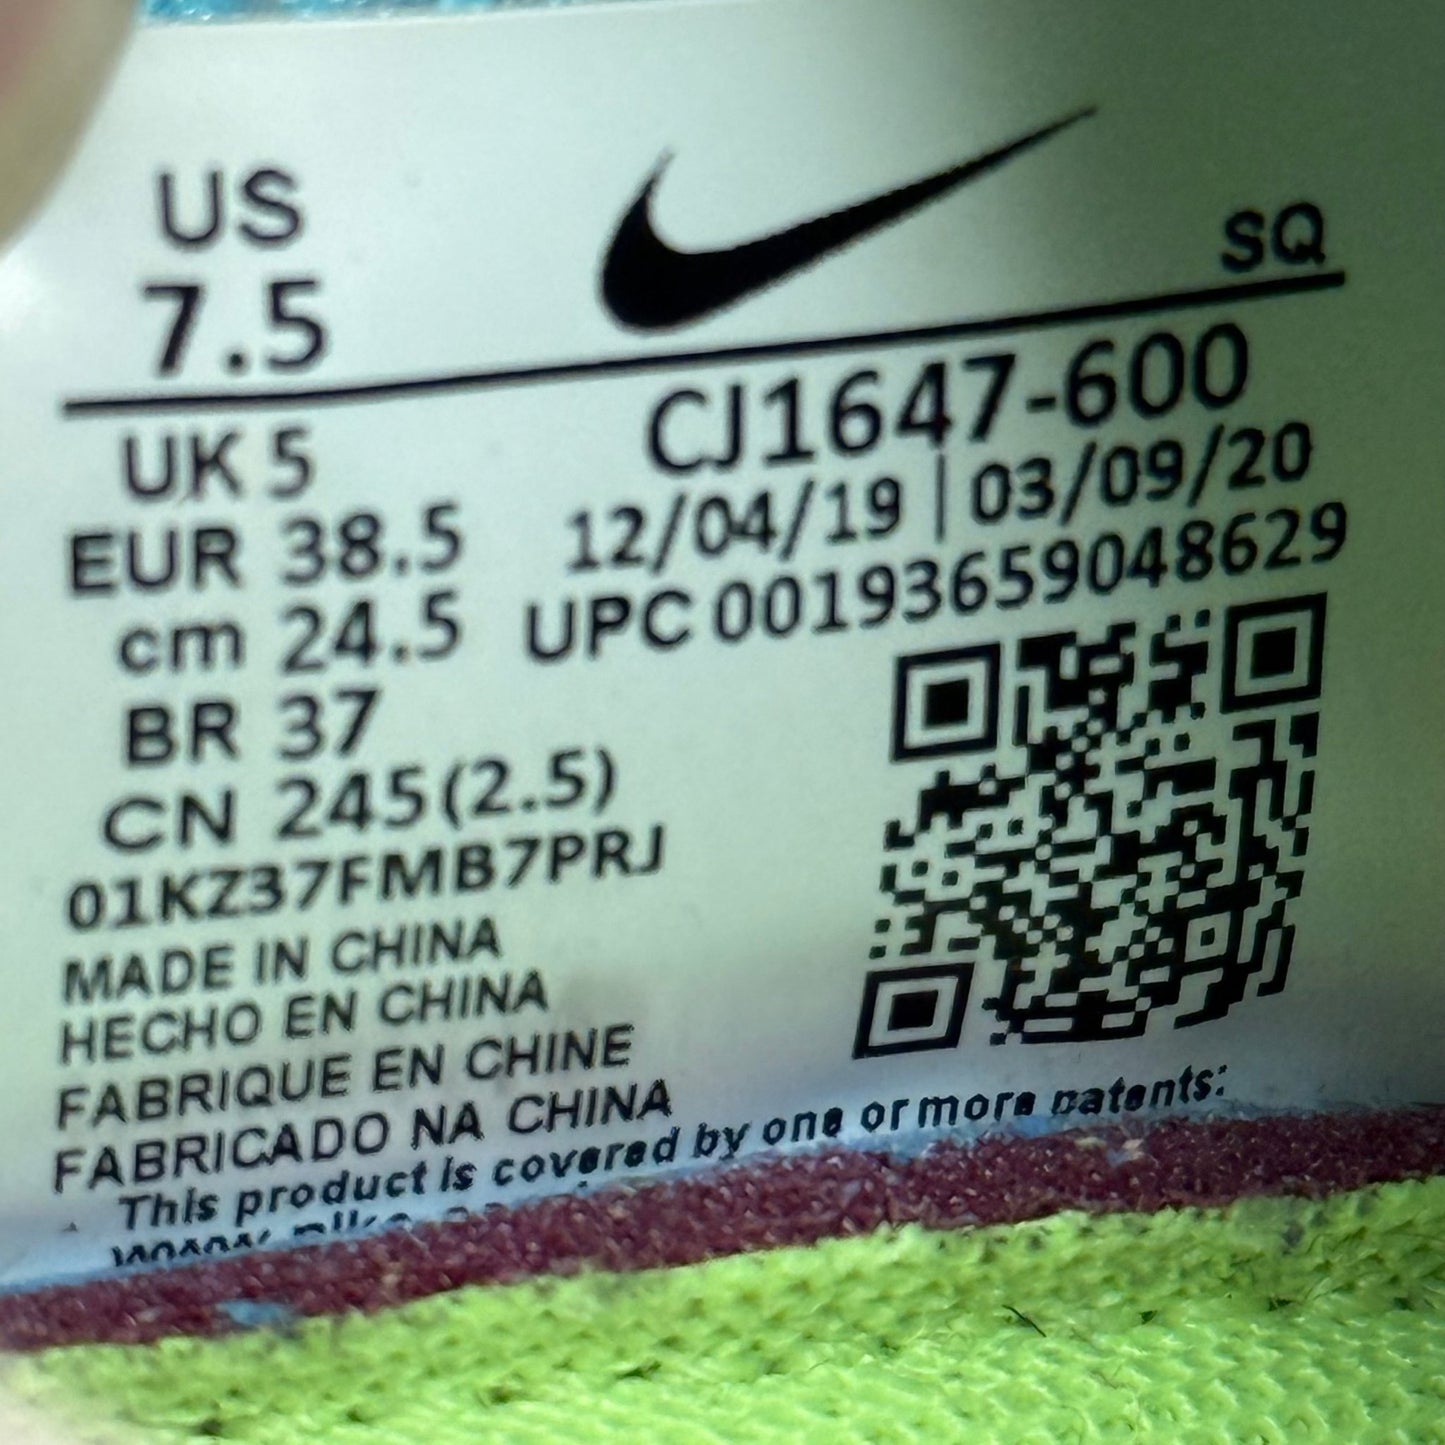 US
7.5
SQ
UK 5
CJ1647-600
EUR 38.5
12/04/19 | 03/09/20
cm 24.5
UPC 00193659048629
BR 37
CN 245(2.5)
01KZ37FMB7PRJ
MADE IN CHINA
HECHO EN CHINA
FABRIQUE EN CHINE
FABRICADO NA CHINA
This product is covered by one or more patents: